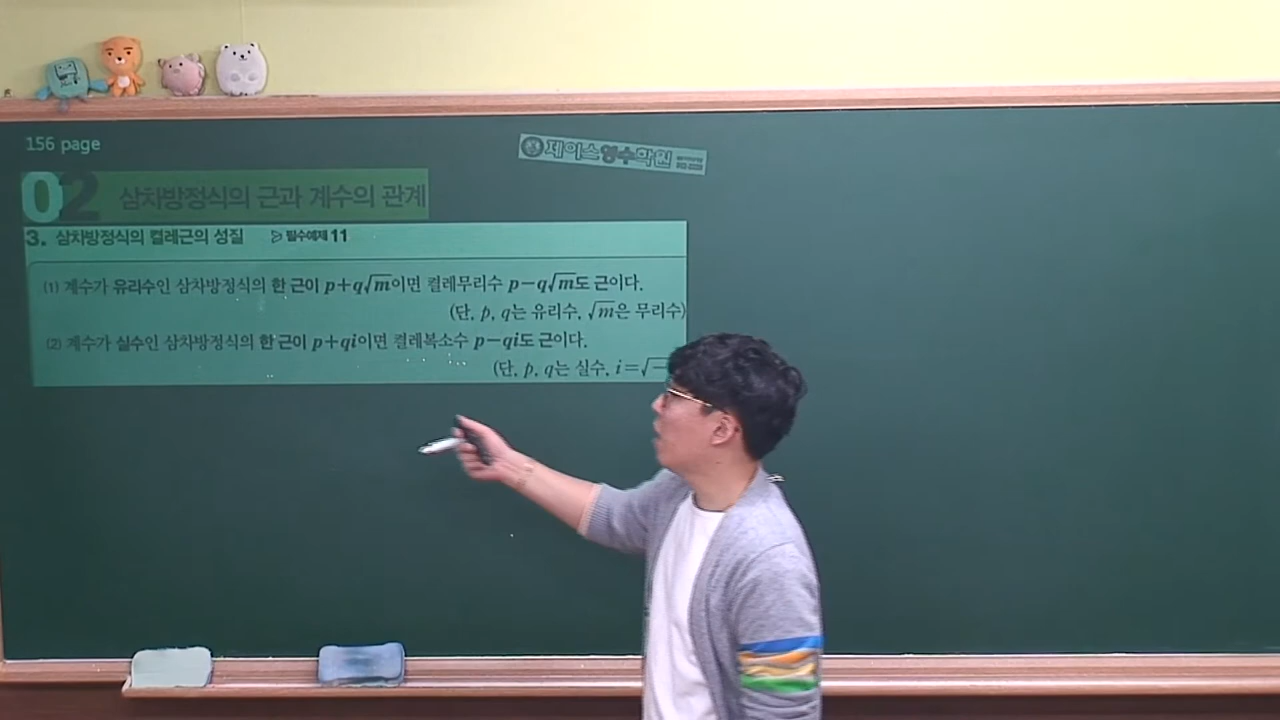 156 page
제이스영수학원
02 삼차방정식의 근과 계수의 관계
3. 삼차방정식의 켤레근의 성질 ▷ 필수예제 11
(1) 계수가 유리수인 삼차방정식의 한 근이 p+q√m이면 켤레무리수 p−q√m도 근이다.
(단, p, q는 유리수, √m은 무리수)
(2) 계수가 실수인 삼차방정식의 한 근이 p+qi이면 켤레복소수 p−qi도 근이다.
(단, p, q는 실수, i=√−